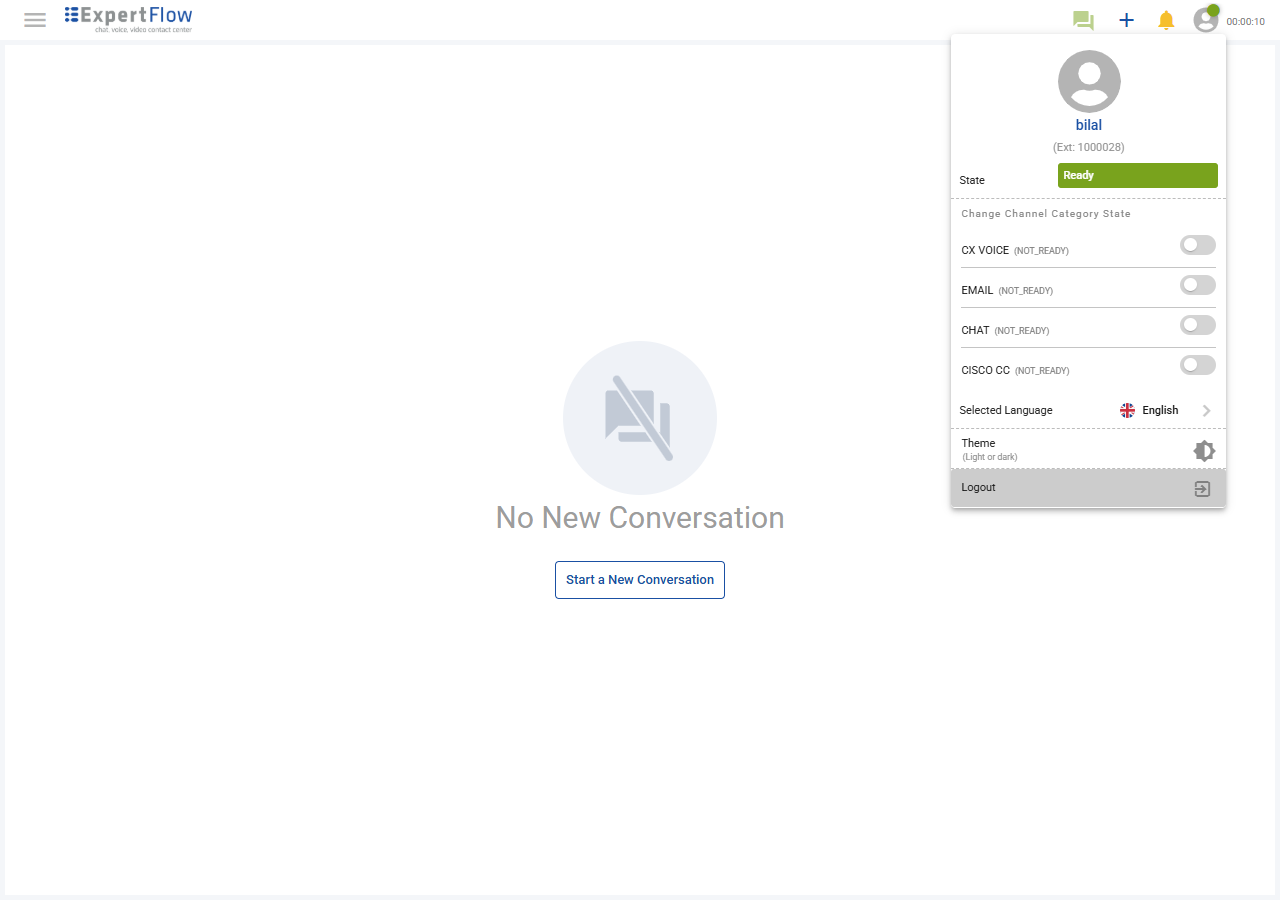 ExpertFlow
chat, voice, video contact center
00:00:10
bilal
(Ext: 1000028)
State
Ready
Change Channel Category State
CX VOICE (NOT_READY)
EMAIL (NOT_READY)
CHAT (NOT_READY)
CISCO CC (NOT_READY)
Selected Language English
Theme
(Light or dark)
Logout
No New Conversation
Start a New Conversation